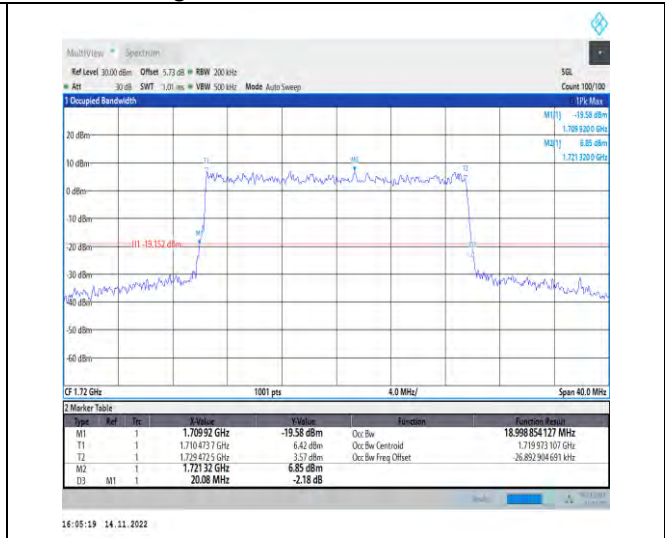 MultiView Spectrum
Ref Level 30.00 dBm Offset 5.73 dB RBW 200 kHz SGL
Att 30 dB SWT 1.01 ms VBW 500 kHz Mode Auto Sweep Count 100/100
1 Occupied Bandwidth 1Pk Max
M1[1] -19.58 dBm
1.709 920 0 GHz
M2[1] 6.85 dBm
1.721 320 0 GHz
20 dBm
10 dBm
0 dBm
-10 dBm
-20 dBm
-30 dBm
-40 dBm
-50 dBm
-60 dBm
T1
M2
T2
M1
H1 -19.152 dBm
CF 1.72 GHz 1001 pts 4.0 MHz/ Span 40.0 MHz
2 Marker Table
Type Ref Trc X-Value Y-Value Function Function Result
M1 1 1.709 92 GHz -19.58 dBm Occ Bw 18.998 854 127 MHz
T1 1 1.710 473 7 GHz 6.42 dBm Occ Bw Centroid 1.719 973 107 GHz
T2 1 1.729 472 5 GHz 3.57 dBm Occ Bw Freq Offset -26.892 904 691 kHz
M2 1 1.721 32 GHz 6.85 dBm
D3 M1 1 20.08 MHz -2.18 dB
16:05:19 14.11.2022